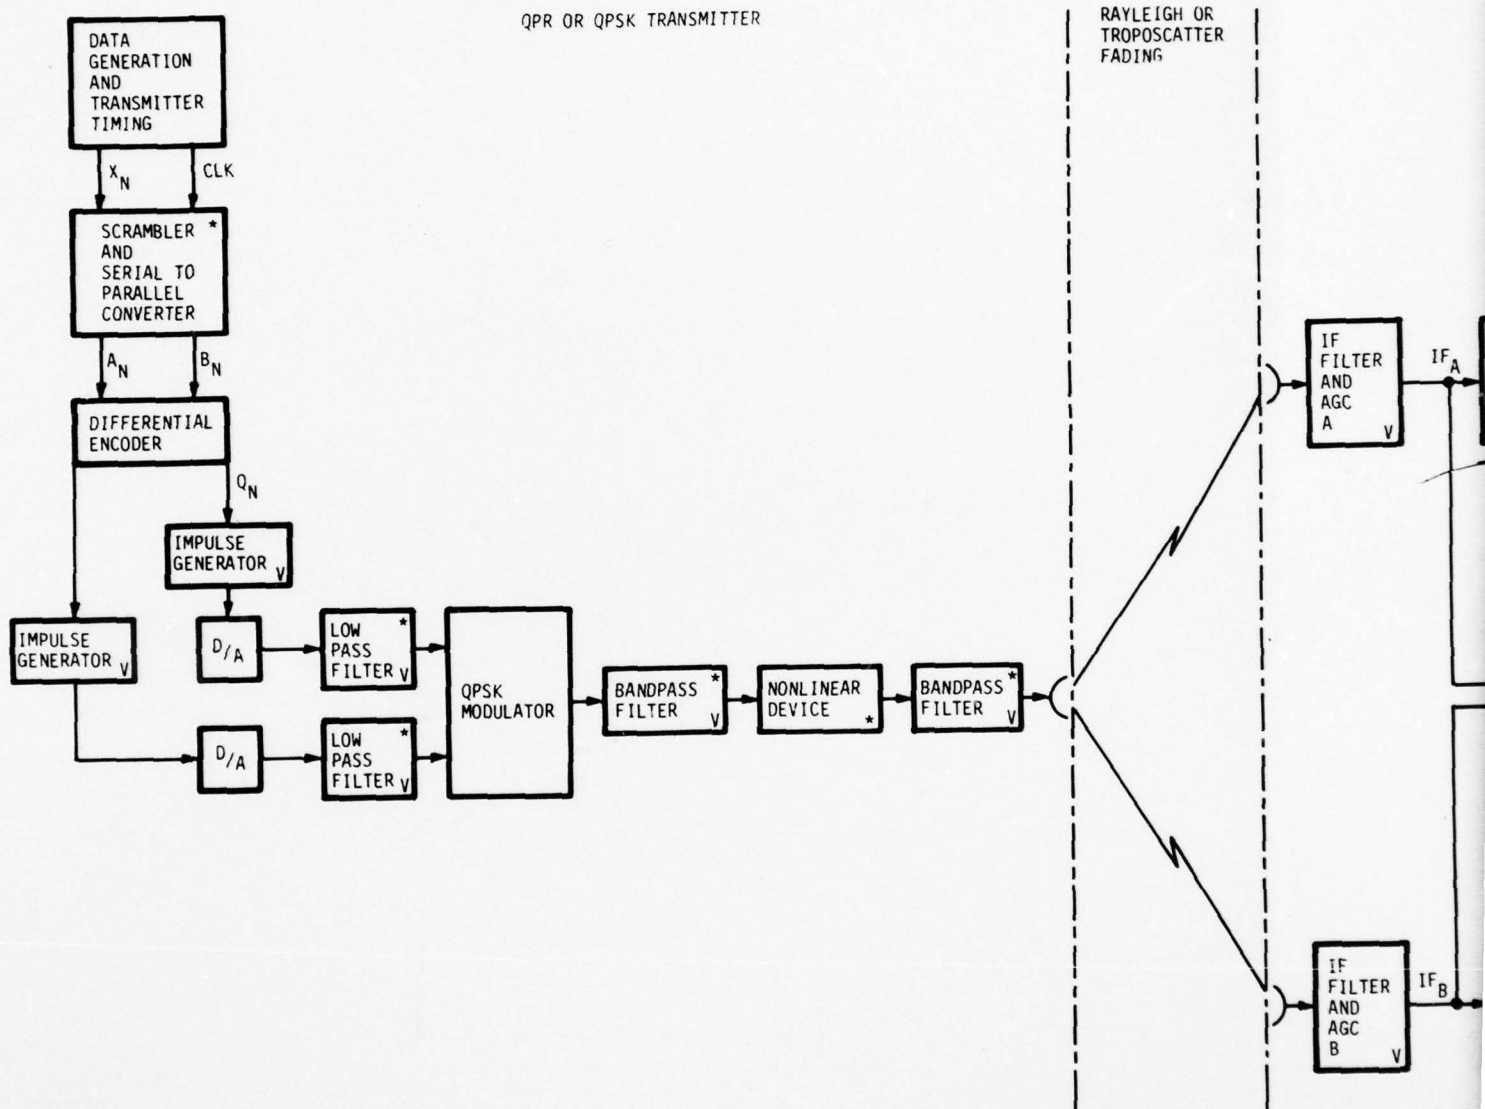 QPR OR QPSK TRANSMITTER
RAYLEIGH OR
TROPOSCATTER
FADING
DATA
GENERATION
AND
TRANSMITTER
TIMING
X_N
CLK
SCRAMBLER *
AND
SERIAL TO
PARALLEL
CONVERTER
A_N
B_N
DIFFERENTIAL
ENCODER
Q_N
IMPULSE
GENERATOR V
IMPULSE
GENERATOR V
D/A
LOW *
PASS
FILTER V
D/A
LOW *
PASS
FILTER V
QPSK
MODULATOR
BANDPASS *
FILTER V
NONLINEAR
DEVICE *
BANDPASS *
FILTER V
IF
FILTER
AND
AGC
A V
IF_A
IF
FILTER
AND
AGC
B V
IF_B